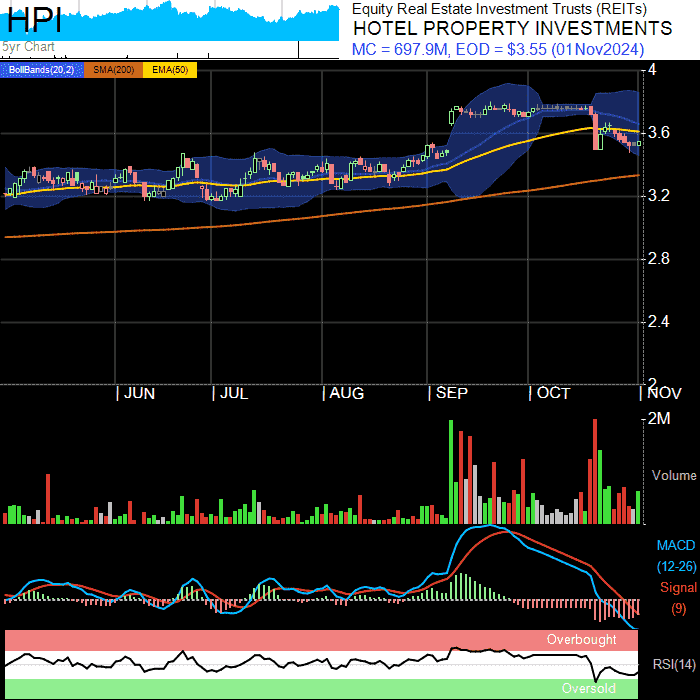 HPI
5yr Chart
Equity Real Estate Investment Trusts (REITs)
HOTEL PROPERTY INVESTMENTS
MC = 697.9M, EOD = $3.55 (01Nov2024)
BollBands(20,2) SMA(200) EMA(50)
4
3.6
3.2
2.8
2.4
2
JUN JUL AUG SEP OCT NOV
2M
Volume
MACD
(12-26)
Signal
(9)
Overbought
RSI(14)
Oversold